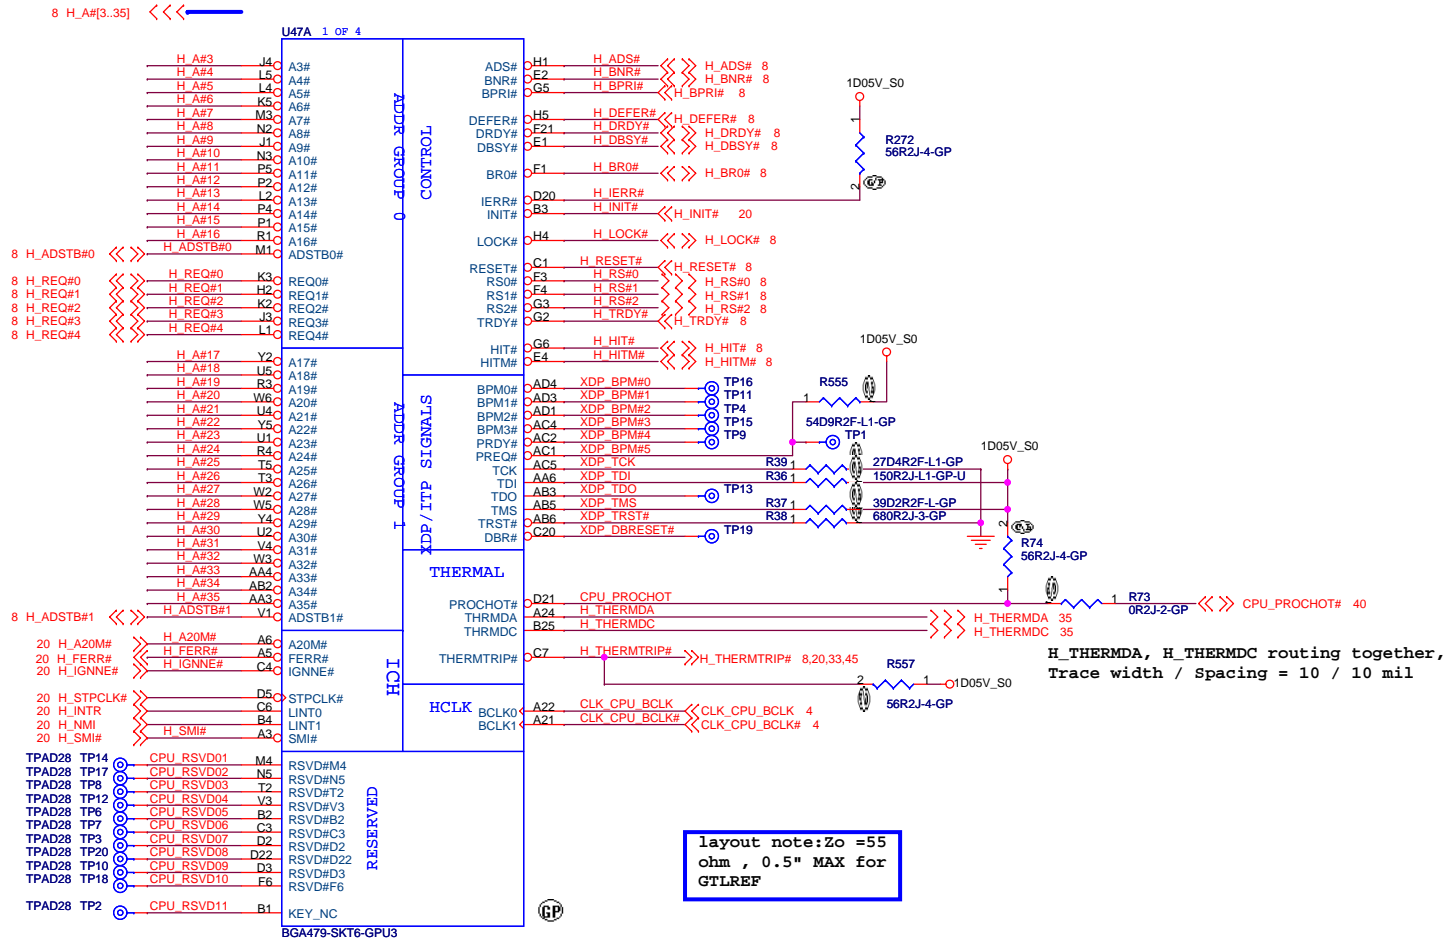 8 H_A#[3..35]
U47A 1 OF 4
H_A#3 J4 A3#
H_A#4 L5 A4#
H_A#5 L4 A5#
H_A#6 K5 A6#
H_A#7 M3 A7#
H_A#8 N2 A8#
H_A#9 J1 A9#
H_A#10 N3 A10#
H_A#11 P5 A11#
H_A#12 P2 A12#
H_A#13 L2 A13#
H_A#14 P4 A14#
H_A#15 P1 A15#
H_A#16 R1 A16#
8 H_ADSTB#0 H_ADSTB#0 M1 ADSTB0#
8 H_REQ#0 H_REQ#0 K3 REQ0#
8 H_REQ#1 H_REQ#1 H2 REQ1#
8 H_REQ#2 H_REQ#2 K2 REQ2#
8 H_REQ#3 H_REQ#3 J3 REQ3#
8 H_REQ#4 H_REQ#4 L1 REQ4#
ADDR GROUP 0
H_A#17 Y2 A17#
H_A#18 U5 A18#
H_A#19 R3 A19#
H_A#20 W6 A20#
H_A#21 U4 A21#
H_A#22 Y5 A22#
H_A#23 U1 A23#
H_A#24 R4 A24#
H_A#25 T5 A25#
H_A#26 T3 A26#
H_A#27 W2 A27#
H_A#28 W5 A28#
H_A#29 Y4 A29#
H_A#30 U2 A30#
H_A#31 V4 A31#
H_A#32 W3 A32#
H_A#33 AA4 A33#
H_A#34 AB2 A34#
H_A#35 AA3 A35#
8 H_ADSTB#1 H_ADSTB#1 V1 ADSTB1#
ADDR GROUP 1
20 H_A20M# H_A20M# A6 A20M#
20 H_FERR# H_FERR# A5 FERR#
20 H_IGNNE# H_IGNNE# C4 IGNNE#
20 H_STPCLK# D5 STPCLK#
20 H_INTR C6 LINT0
20 H_NMI B4 LINT1
20 H_SMI# H_SMI# A3 SMI#
ICH
TPAD28 TP14 CPU_RSVD01 M4 RSVD#M4
TPAD28 TP17 CPU_RSVD02 N5 RSVD#N5
TPAD28 TP8 CPU_RSVD03 T2 RSVD#T2
TPAD28 TP12 CPU_RSVD04 V3 RSVD#V3
TPAD28 TP6 CPU_RSVD05 B2 RSVD#B2
TPAD28 TP7 CPU_RSVD06 C3 RSVD#C3
TPAD28 TP3 CPU_RSVD07 D2 RSVD#D2
TPAD28 TP20 CPU_RSVD08 D22 RSVD#D22
TPAD28 TP10 CPU_RSVD09 D3 RSVD#D3
TPAD28 TP18 CPU_RSVD10 F6 RSVD#F6
TPAD28 TP2 CPU_RSVD11 B1 KEY_NC
RESERVED
BGA479-SKT6-GPU3
GP
CONTROL
ADS# H1 H_ADS# H_ADS# 8
BNR# E2 H_BNR# H_BNR# 8
BPRI# G5 H_BPRI# H_BPRI# 8
DEFER# H5 H_DEFER# H_DEFER# 8
DRDY# F21 H_DRDY# H_DRDY# 8
DBSY# E1 H_DBSY# H_DBSY# 8
BR0# F1 H_BR0# H_BR0# 8
IERR# D20 H_IERR#
INIT# B3 H_INIT# H_INIT# 20
LOCK# H4 H_LOCK# H_LOCK# 8
RESET# C1 H_RESET# H_RESET# 8
RS0# F3 H_RS#0 H_RS#0 8
RS1# F4 H_RS#1 H_RS#1 8
RS2# G3 H_RS#2 H_RS#2 8
TRDY# G2 H_TRDY# H_TRDY# 8
HIT# G6 H_HIT# H_HIT# 8
HITM# E4 H_HITM# H_HITM# 8
1D05V_S0
1
R272
56R2J-4-GP
2
XDP/ITP SIGNALS
BPM0# AD4 XDP_BPM#0 TP16
BPM1# AD3 XDP_BPM#1 TP11
BPM2# AD1 XDP_BPM#2 TP4
BPM3# AC4 XDP_BPM#3 TP15
PRDY# AC2 XDP_BPM#4 TP9
PREQ# AC1 XDP_BPM#5
TCK AC5 XDP_TCK R39 1 27D4R2F-L1-GP
TDI AA6 XDP_TDI R36 1 150R2J-L1-GP-U
TDO AB3 XDP_TDO TP13
TMS AB5 XDP_TMS R37 1 39D2R2F-L-GP
TRST# AB6 XDP_TRST# R38 1 680R2J-3-GP
DBR# C20 XDP_DBRESET# TP19
1D05V_S0
R555
1
54D9R2F-L1-GP
TP1
1D05V_S0
2
R74
56R2J-4-GP
1
THERMAL
PROCHOT# D21 CPU_PROCHOT
1 R73
0R2J-2-GP
CPU_PROCHOT# 40
THRMDA A24 H_THERMDA H_THERMDA 35
THRMDC B25 H_THERMDC H_THERMDC 35
THERMTRIP# C7 H_THERMTRIP# H_THERMTRIP# 8,20,33,45
H_THERMDA, H_THERMDC routing together,
Trace width / Spacing = 10 / 10 mil
2 R557 1 1D05V_S0
56R2J-4-GP
HCLK
BCLK0 A22 CLK_CPU_BCLK CLK_CPU_BCLK 4
BCLK1 A21 CLK_CPU_BCLK# CLK_CPU_BCLK# 4
layout note:Zo =55
ohm , 0.5" MAX for
GTLREF